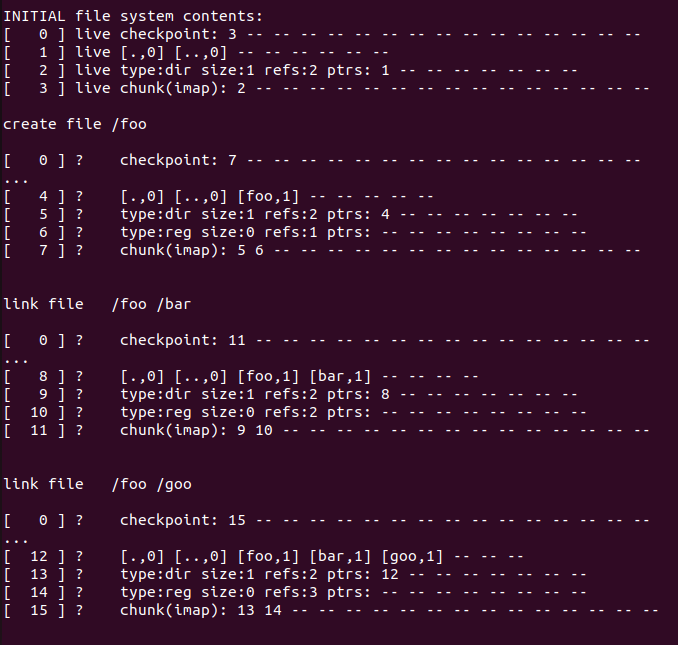 INITIAL file system contents:
[   0 ] live checkpoint: 3 -- -- -- -- -- -- -- -- -- -- -- -- -- -- --
[   1 ] live [.,0] [..,0] -- -- -- -- -- --
[   2 ] live type:dir size:1 refs:2 ptrs: 1 -- -- -- -- -- -- --
[   3 ] live chunk(imap): 2 -- -- -- -- -- -- -- -- -- -- -- -- -- -- --
create file /foo
[   0 ] ?    checkpoint: 7 -- -- -- -- -- -- -- -- -- -- -- -- -- -- --
...
[   4 ] ?    [.,0] [..,0] [foo,1] -- -- -- -- --
[   5 ] ?    type:dir size:1 refs:2 ptrs: 4 -- -- -- -- -- -- --
[   6 ] ?    type:reg size:0 refs:1 ptrs: -- -- -- -- -- -- -- --
[   7 ] ?    chunk(imap): 5 6 -- -- -- -- -- -- -- -- -- -- -- -- -- --
link file   /foo /bar
[   0 ] ?    checkpoint: 11 -- -- -- -- -- -- -- -- -- -- -- -- -- -- --
...
[   8 ] ?    [.,0] [..,0] [foo,1] [bar,1] -- -- -- --
[   9 ] ?    type:dir size:1 refs:2 ptrs: 8 -- -- -- -- -- -- --
[  10 ] ?    type:reg size:0 refs:2 ptrs: -- -- -- -- -- -- -- --
[  11 ] ?    chunk(imap): 9 10 -- -- -- -- -- -- -- -- -- -- -- -- -- --
link file   /foo /goo
[   0 ] ?    checkpoint: 15 -- -- -- -- -- -- -- -- -- -- -- -- -- -- --
...
[  12 ] ?    [.,0] [..,0] [foo,1] [bar,1] [goo,1] -- -- --
[  13 ] ?    type:dir size:1 refs:2 ptrs: 12 -- -- -- -- -- -- --
[  14 ] ?    type:reg size:0 refs:3 ptrs: -- -- -- -- -- -- -- --
[  15 ] ?    chunk(imap): 13 14 -- -- -- -- -- -- -- -- -- -- -- -- -- --